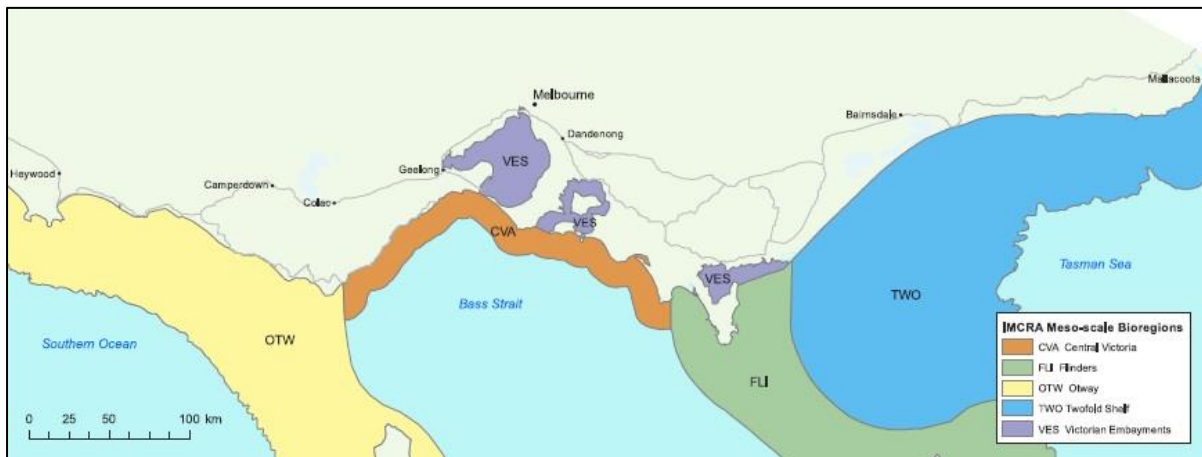 Mallacoota
Melbourne
Bairnsdale
Dandenong
VES
Geelong
Heywood
Camperdown
Colac
VES
CVA
Tasman Sea
VES
TWO
Bass Strait
Southern Ocean
OTW
FLI
IMCRA Meso-scale Bioregions
CVA Central Victoria
FLI Flinders
OTW Otway
TWO Twofold Shelf
VES Victorian Embayments
0 25 50 100 km